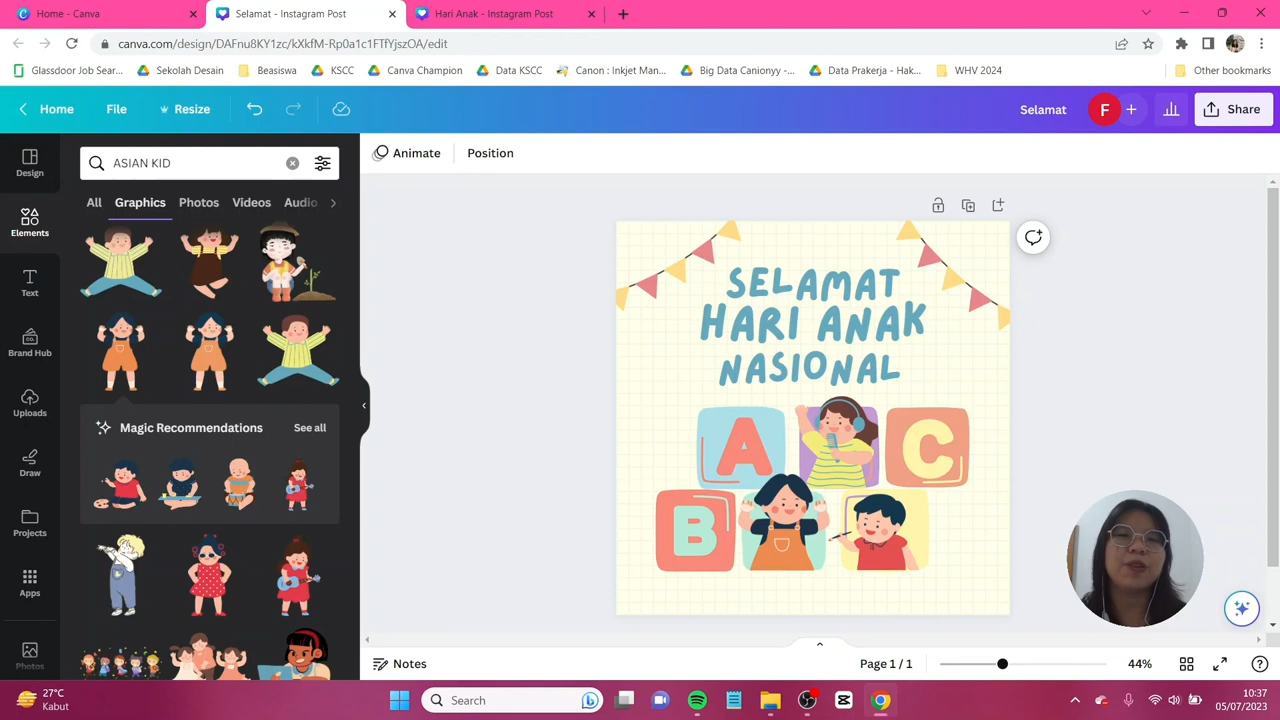 Home - Canva
Selamat - Instagram Post
Hari Anak - Instagram Post
canva.com/design/DAFnu8KY1zc/kXkfM-Rp0a1c1FTfYjszOA/edit
Glassdoor Job Sear...
Sekolah Desain
Beasiswa
KSCC
Canva Champion
Data KSCC
Canon : Inkjet Man...
Big Data Canionyy -...
Data Prakerja - Hak...
WHV 2024
Other bookmarks
Home
File
Resize
Selamat
F
Share
Design
Elements
Text
Brand Hub
Uploads
Draw
Projects
Apps
Photos
ASIAN KID
All
Graphics
Photos
Videos
Audio
Magic Recommendations
See all
Animate
Position
SELAMAT
HARI ANAK
NASIONAL
A
C
B
Notes
Page 1 / 1
44%
27°C
Kabut
Search
10:37
05/07/2023